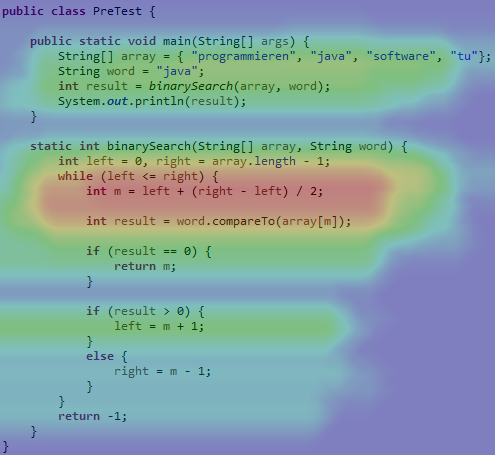 public class PreTest {
public static void main(String[] args) {
String[] array = { "programmieren", "java", "software", "tu"};
String word = "java";
int result = binarySearch(array, word);
System.out.println(result);
}
static int binarySearch(String[] array, String word) {
int left = 0, right = array.length - 1;
while (left <= right) {
int m = left + (right - left) / 2;
int result = word.compareTo(array[m]);
if (result == 0) {
return m;
}
if (result > 0) {
left = m + 1;
}
else {
right = m - 1;
}
}
return -1;
}
}